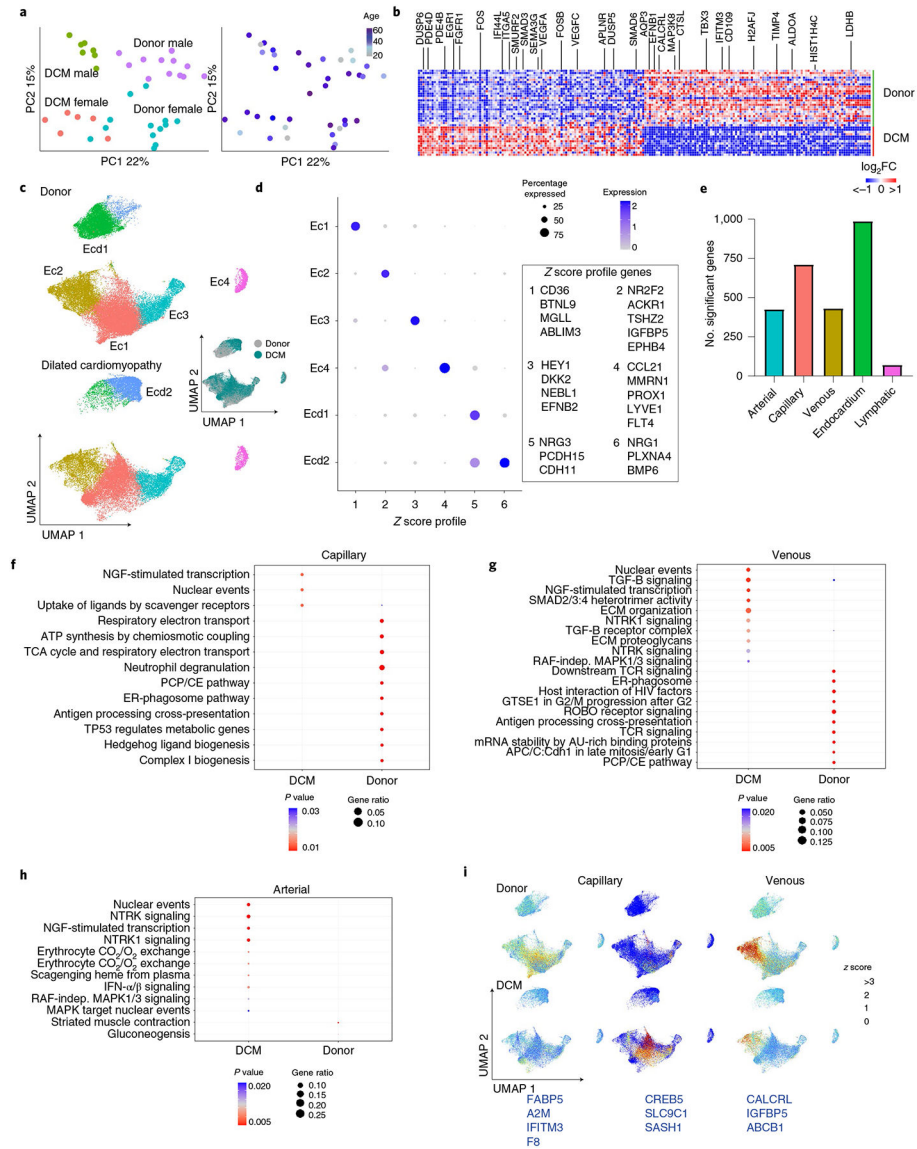 a
Age
60
40
20
Donor male
DCM male
DCM female
Donor female
PC2 15%
PC1 22%
PC2 15%
PC1 22%
b
DUSP6
PDE4D
PDE4B
EGR1
FGFR1
FOS
IFI44L
ITGA5
SMURF2
SMAD3
SEMA3G
VEGFA
FOSB
VEGFC
APLNR
DUSP5
SMAD6
AQP3
EFNB1
CALCRL
MAP3K8
CTSL
TBX3
IFITM3
CD109
H2AFJ
TIMP4
ALDOA
HIST1H4C
LDHB
Donor
DCM
log2FC
<–1 0 >1
c
Donor
Ecd1
Ec2
Ec4
Ec3
Ec1
Dilated cardiomyopathy
Ecd2
Donor
DCM
UMAP 2
UMAP 1
UMAP 2
UMAP 1
d
Ec1
Ec2
Ec3
Ec4
Ecd1
Ecd2
1 2 3 4 5 6
Z score profile
Percentage
expressed
25
50
75
Expression
2
1
0
Z score profile genes
1 CD36
BTNL9
MGLL
ABLIM3
2 NR2F2
ACKR1
TSHZ2
IGFBP5
EPHB4
3 HEY1
DKK2
NEBL1
EFNB2
4 CCL21
MMRN1
PROX1
LYVE1
FLT4
5 NRG3
PCDH15
CDH11
6 NRG1
PLXNA4
BMP6
e
No. significant genes
1,000
750
500
250
0
Arterial
Capillary
Venous
Endocardium
Lymphatic
f
Capillary
NGF-stimulated transcription
Nuclear events
Uptake of ligands by scavenger receptors
Respiratory electron transport
ATP synthesis by chemiosmotic coupling
TCA cycle and respiratory electron transport
Neutrophil degranulation
PCP/CE pathway
ER-phagosome pathway
Antigen processing cross-presentation
TP53 regulates metabolic genes
Hedgehog ligand biogenesis
Complex I biogenesis
DCM Donor
P value
0.03
0.01
Gene ratio
0.05
0.10
g
Venous
Nuclear events
TGF-B signaling
NGF-stimulated transcription
SMAD2/3:4 heterotrimer activity
ECM organization
NTRK1 signaling
TGF-B receptor complex
ECM proteoglycans
NTRK signaling
RAF-indep. MAPK1/3 signaling
Downstream TCR signaling
ER-phagosome
Host interaction of HIV factors
GTSE1 in G2/M progression after G2
ROBO receptor signaling
Antigen processing cross-presentation
TCR signaling
mRNA stability by AU-rich binding proteins
APC/C:Cdh1 in late mitosis/early G1
PCP/CE pathway
DCM Donor
P value
0.020
0.005
Gene ratio
0.050
0.075
0.100
0.125
h
Arterial
Nuclear events
NTRK signaling
NGF-stimulated transcription
NTRK1 signaling
Erythrocyte CO2/O2 exchange
Erythrocyte CO2/O2 exchange
Scagenging heme from plasma
IFN-α/β signaling
RAF-indep. MAPK1/3 signaling
MAPK target nuclear events
Striated muscle contraction
Gluconeogensis
DCM Donor
P value
0.020
0.005
Gene ratio
0.10
0.15
0.20
0.25
i
Donor
Capillary
Venous
DCM
z score
>3
2
1
0
UMAP 2
UMAP 1
FABP5
A2M
IFITM3
F8
CREB5
SLC9C1
SASH1
CALCRL
IGFBP5
ABCB1